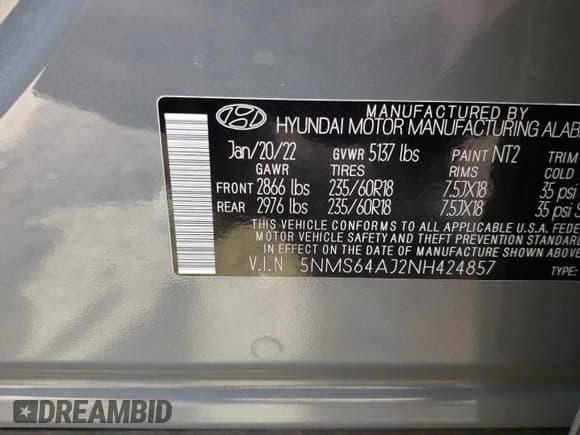 MANUFACTURED BY
HYUNDAI MOTOR MANUFACTURING ALAB
Jan/20/22 GVWR 5137 lbs PAINT NT2 TRIM
GAWR TIRES RIMS COLD
FRONT 2866 lbs 235/60R18 7.5JX18 35 psi
REAR 2976 lbs 235/60R18 7.5JX18 35 psi
THIS VEHICLE CONFORMS TO ALL APPLICABLE U.S.A. FEDE
MOTOR VEHICLE SAFETY AND THEFT PREVENTION STANDARD
IN EFFECT ON THE DATE OF MANUFACTURE SHOWN ABOVE.
V.I.N 5NMS64AJ2NH424857 TYPE:
DREAMBID